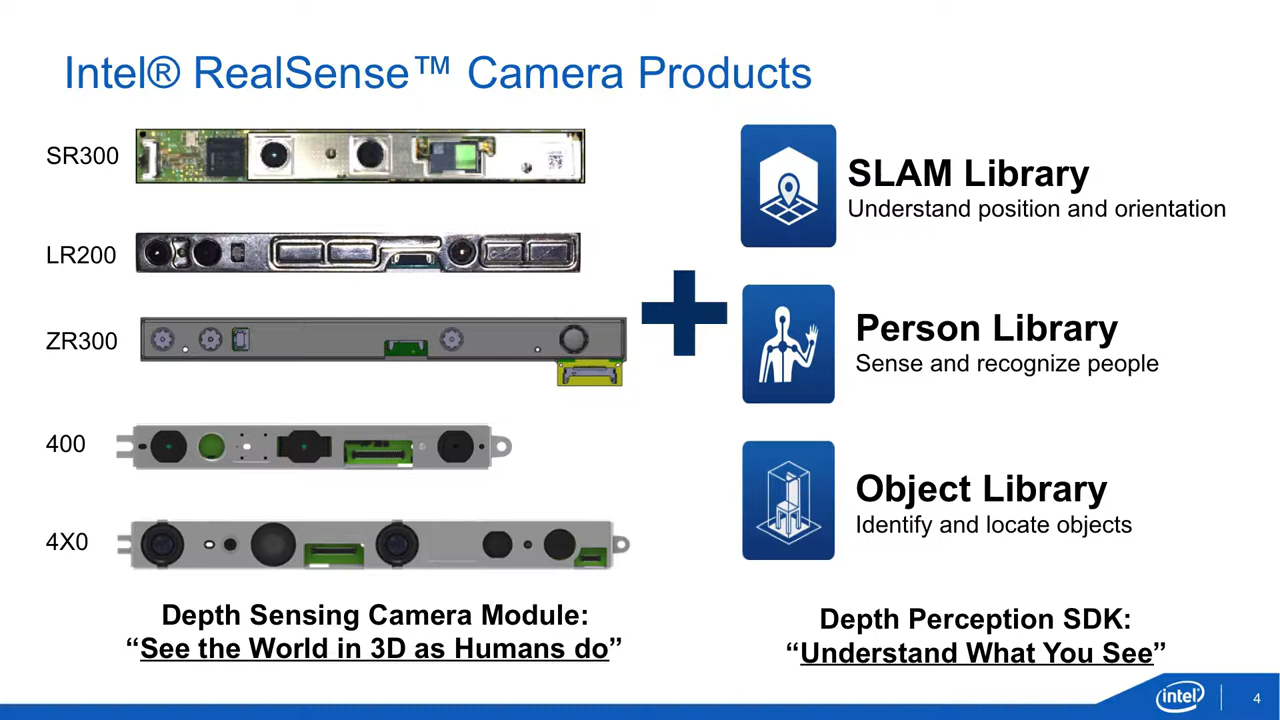 Intel® RealSense™ Camera Products
SR300
LR200
ZR300
400
4X0
Depth Sensing Camera Module:
“See the World in 3D as Humans do”
SLAM Library
Understand position and orientation
Person Library
Sense and recognize people
Object Library
Identify and locate objects
Depth Perception SDK:
“Understand What You See”
intel
4